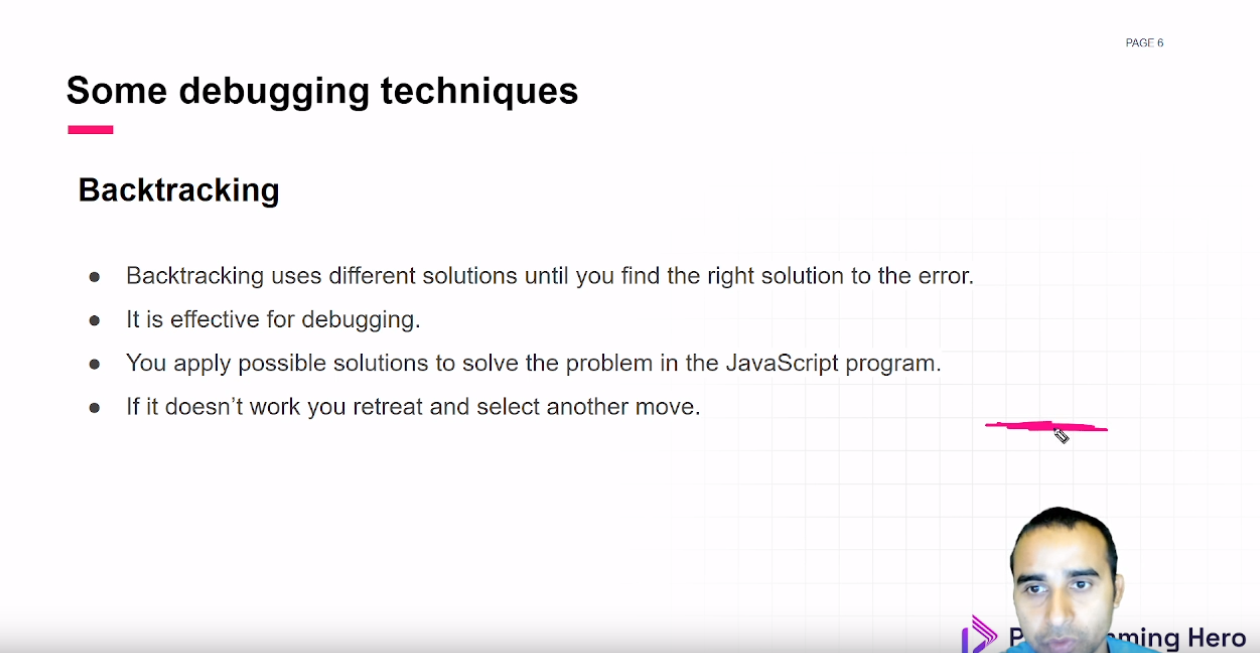 PAGE 6
Some debugging techniques
Backtracking
● Backtracking uses different solutions until you find the right solution to the error.
● It is effective for debugging.
● You apply possible solutions to solve the problem in the JavaScript program.
● If it doesn't work you retreat and select another move.
Hero